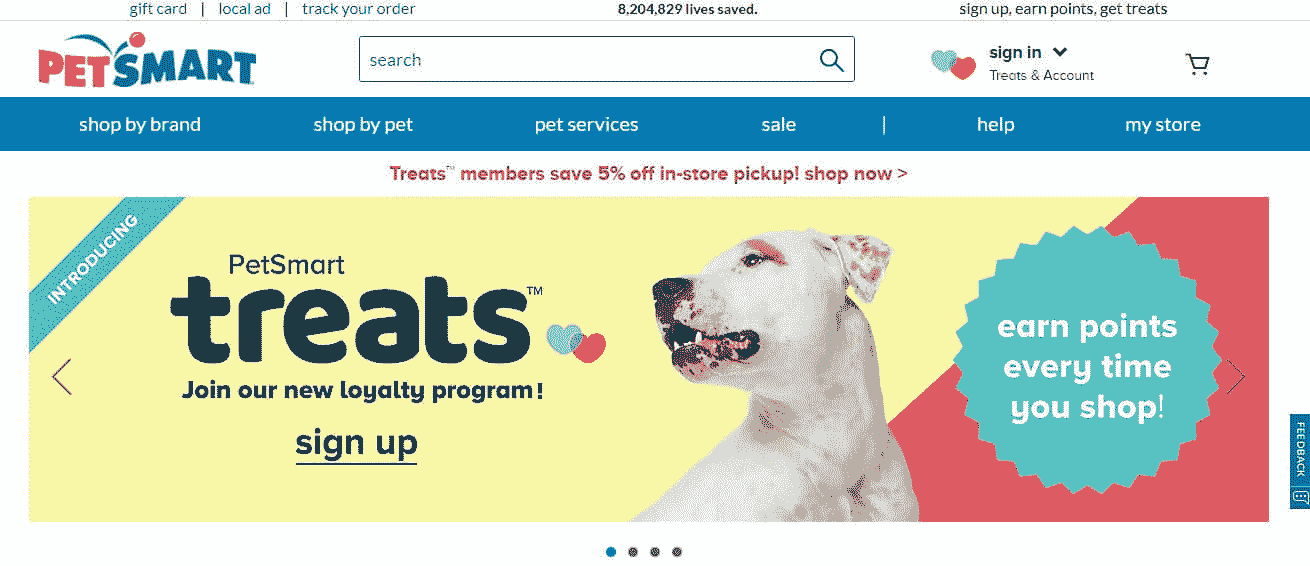 gift card | local ad | track your order
8,204,829 lives saved.
sign up, earn points, get treats
PETSMART
search
sign in
Treats & Account
shop by brand
shop by pet
pet services
sale
|
help
my store
Treats™ members save 5% off in-store pickup! shop now >
INTRODUCING
PetSmart
treats™
Join our new loyalty program!
sign up
earn points
every time
you shop!
FEEDBACK